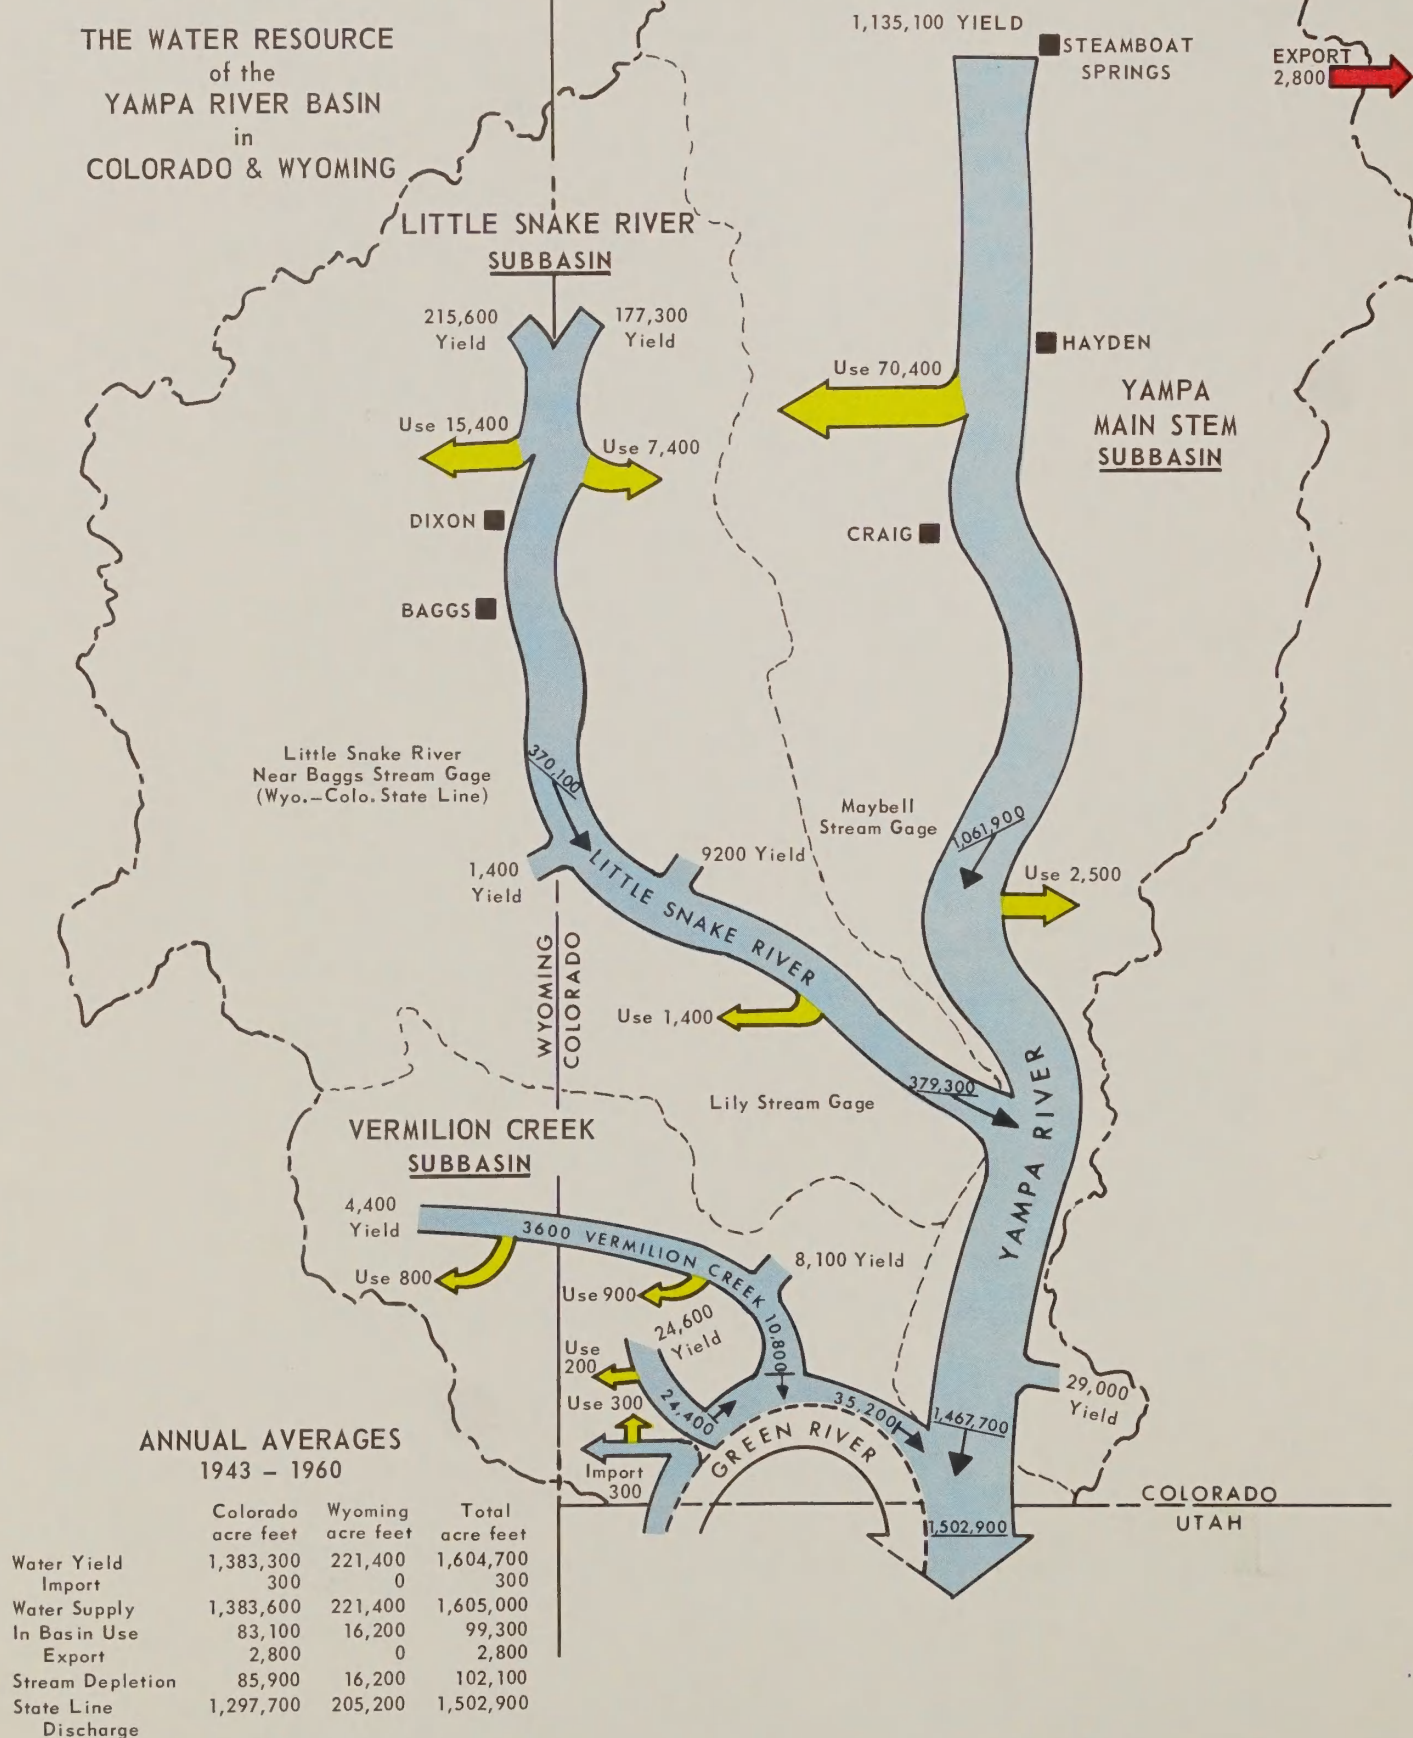 THE WATER RESOURCE
of the
YAMPA RIVER BASIN
in
COLORADO & WYOMING
1,135,100 YIELD
STEAMBOAT
SPRINGS
EXPORT
2,800
LITTLE SNAKE RIVER
SUBBASIN
215,600
Yield
177,300
Yield
HAYDEN
Use 70,400
YAMPA
MAIN STEM
SUBBASIN
Use 15,400
Use 7,400
DIXON
CRAIG
BAGGS
Little Snake River
Near Baggs Stream Gage
(Wyo.-Colo. State Line)
370,100
Maybell
Stream Gage
1,061,900
1,400
Yield
9200 Yield
Use 2,500
LITTLE SNAKE RIVER
WYOMING
COLORADO
Use 1,400
379,300
Lily Stream Gage
YAMPA RIVER
VERMILION CREEK
SUBBASIN
4,400
Yield
3600 VERMILION CREEK 10,800
8,100 Yield
Use 800
Use 900
24,600
Yield
Use
200
Use 300
24,400
35,200
29,000
Yield
1,467,700
GREEN RIVER
Import
300
COLORADO
UTAH
1,502,900
ANNUAL AVERAGES
1943 - 1960
Colorado Wyoming Total
acre feet acre feet acre feet
Water Yield 1,383,300 221,400 1,604,700
Import 300 0 300
Water Supply 1,383,600 221,400 1,605,000
In Basin Use 83,100 16,200 99,300
Export 2,800 0 2,800
Stream Depletion 85,900 16,200 102,100
State Line 1,297,700 205,200 1,502,900
Discharge